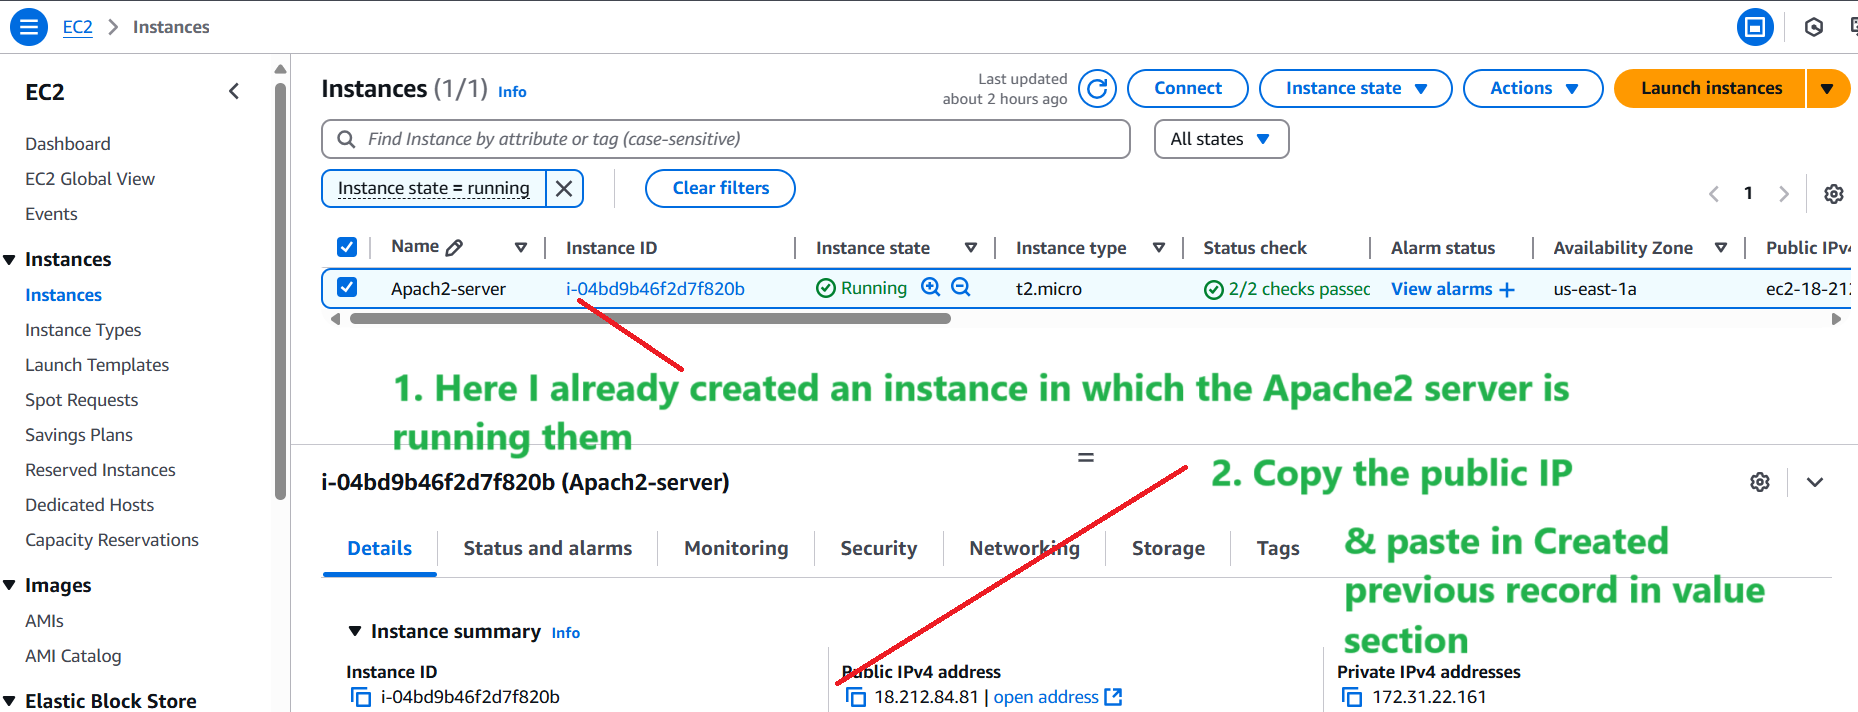 EC2 > Instances
EC2
Dashboard
EC2 Global View
Events
Instances
Instances
Instance Types
Launch Templates
Spot Requests
Savings Plans
Reserved Instances
Dedicated Hosts
Capacity Reservations
Images
AMIs
AMI Catalog
Elastic Block Store
Instances (1/1) Info
Last updated
about 2 hours ago
Connect
Instance state
Actions
Launch instances
Find Instance by attribute or tag (case-sensitive)
All states
Instance state = running
Clear filters
1
Name Instance ID Instance state Instance type Status check Alarm status Availability Zone Public IPv4
Apach2-server i-04bd9b46f2d7f820b Running t2.micro 2/2 checks passed View alarms + us-east-1a ec2-18-212
1. Here I already created an instance in which the Apache2 server is
running them
2. Copy the public IP
& paste in Created
previous record in value
section
i-04bd9b46f2d7f820b (Apach2-server)
Details Status and alarms Monitoring Security Networking Storage Tags
Instance summary Info
Instance ID
i-04bd9b46f2d7f820b
Public IPv4 address
18.212.84.81 | open address
Private IPv4 addresses
172.31.22.161